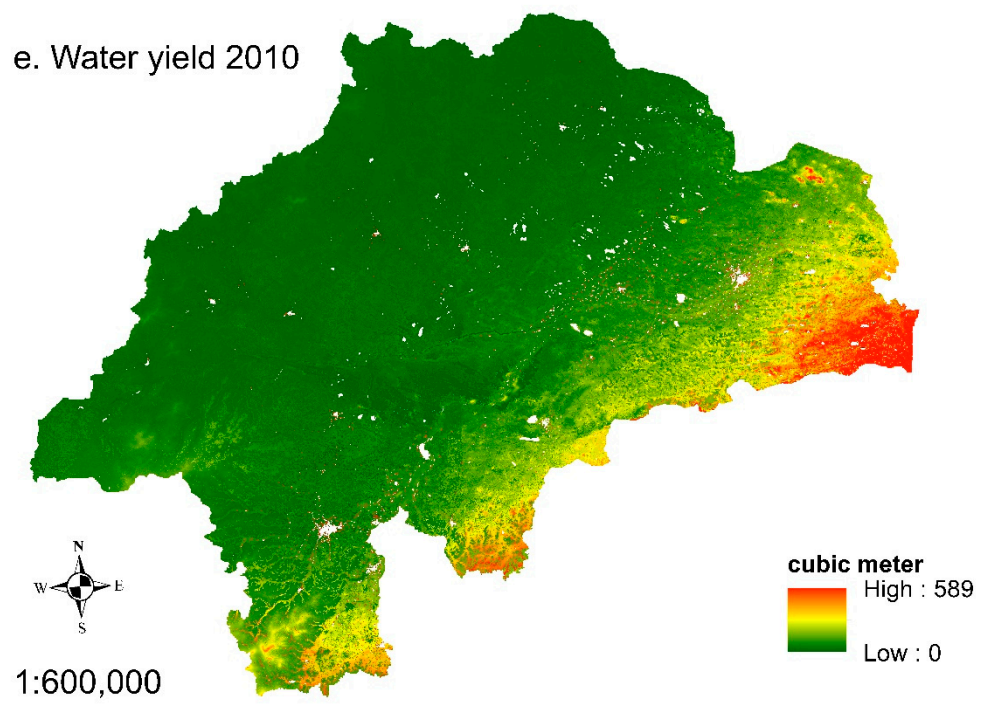 e. Water yield 2010
N
W E
S
1:600,000
cubic meter
High : 589
Low : 0